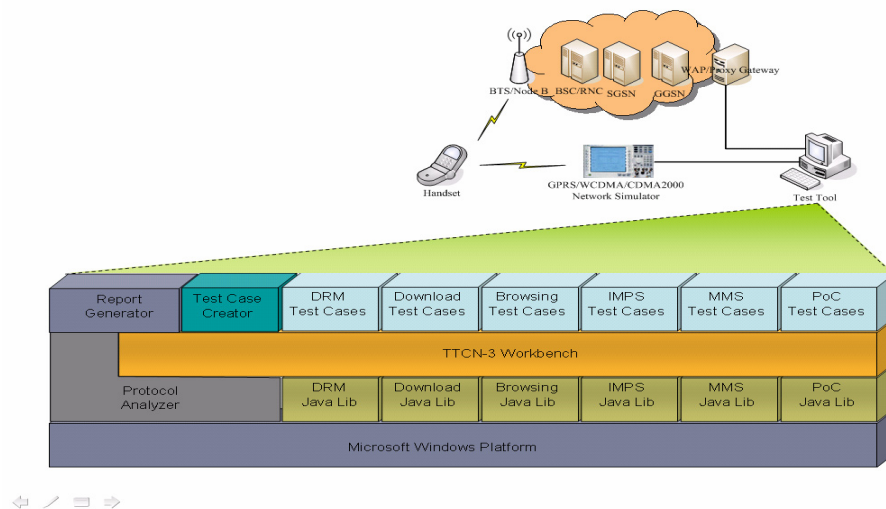 WAP/Proxy Gateway
BTS/Node B
BSC/RNC
SGSN
GGSN
Handset
GPRS/WCDMA/CDMA2000
Network Simulator
Test Tool
Report
Generator
Test Case
Creator
DRM
Test Cases
Download
Test Cases
Browsing
Test Cases
IMPS
Test Cases
MMS
Test Cases
PoC
Test Cases
TTCN-3 Workbench
Protocol
Analyzer
DRM
Java Lib
Download
Java Lib
Browsing
Java Lib
IMPS
Java Lib
MMS
Java Lib
PoC
Java Lib
Microsoft Windows Platform